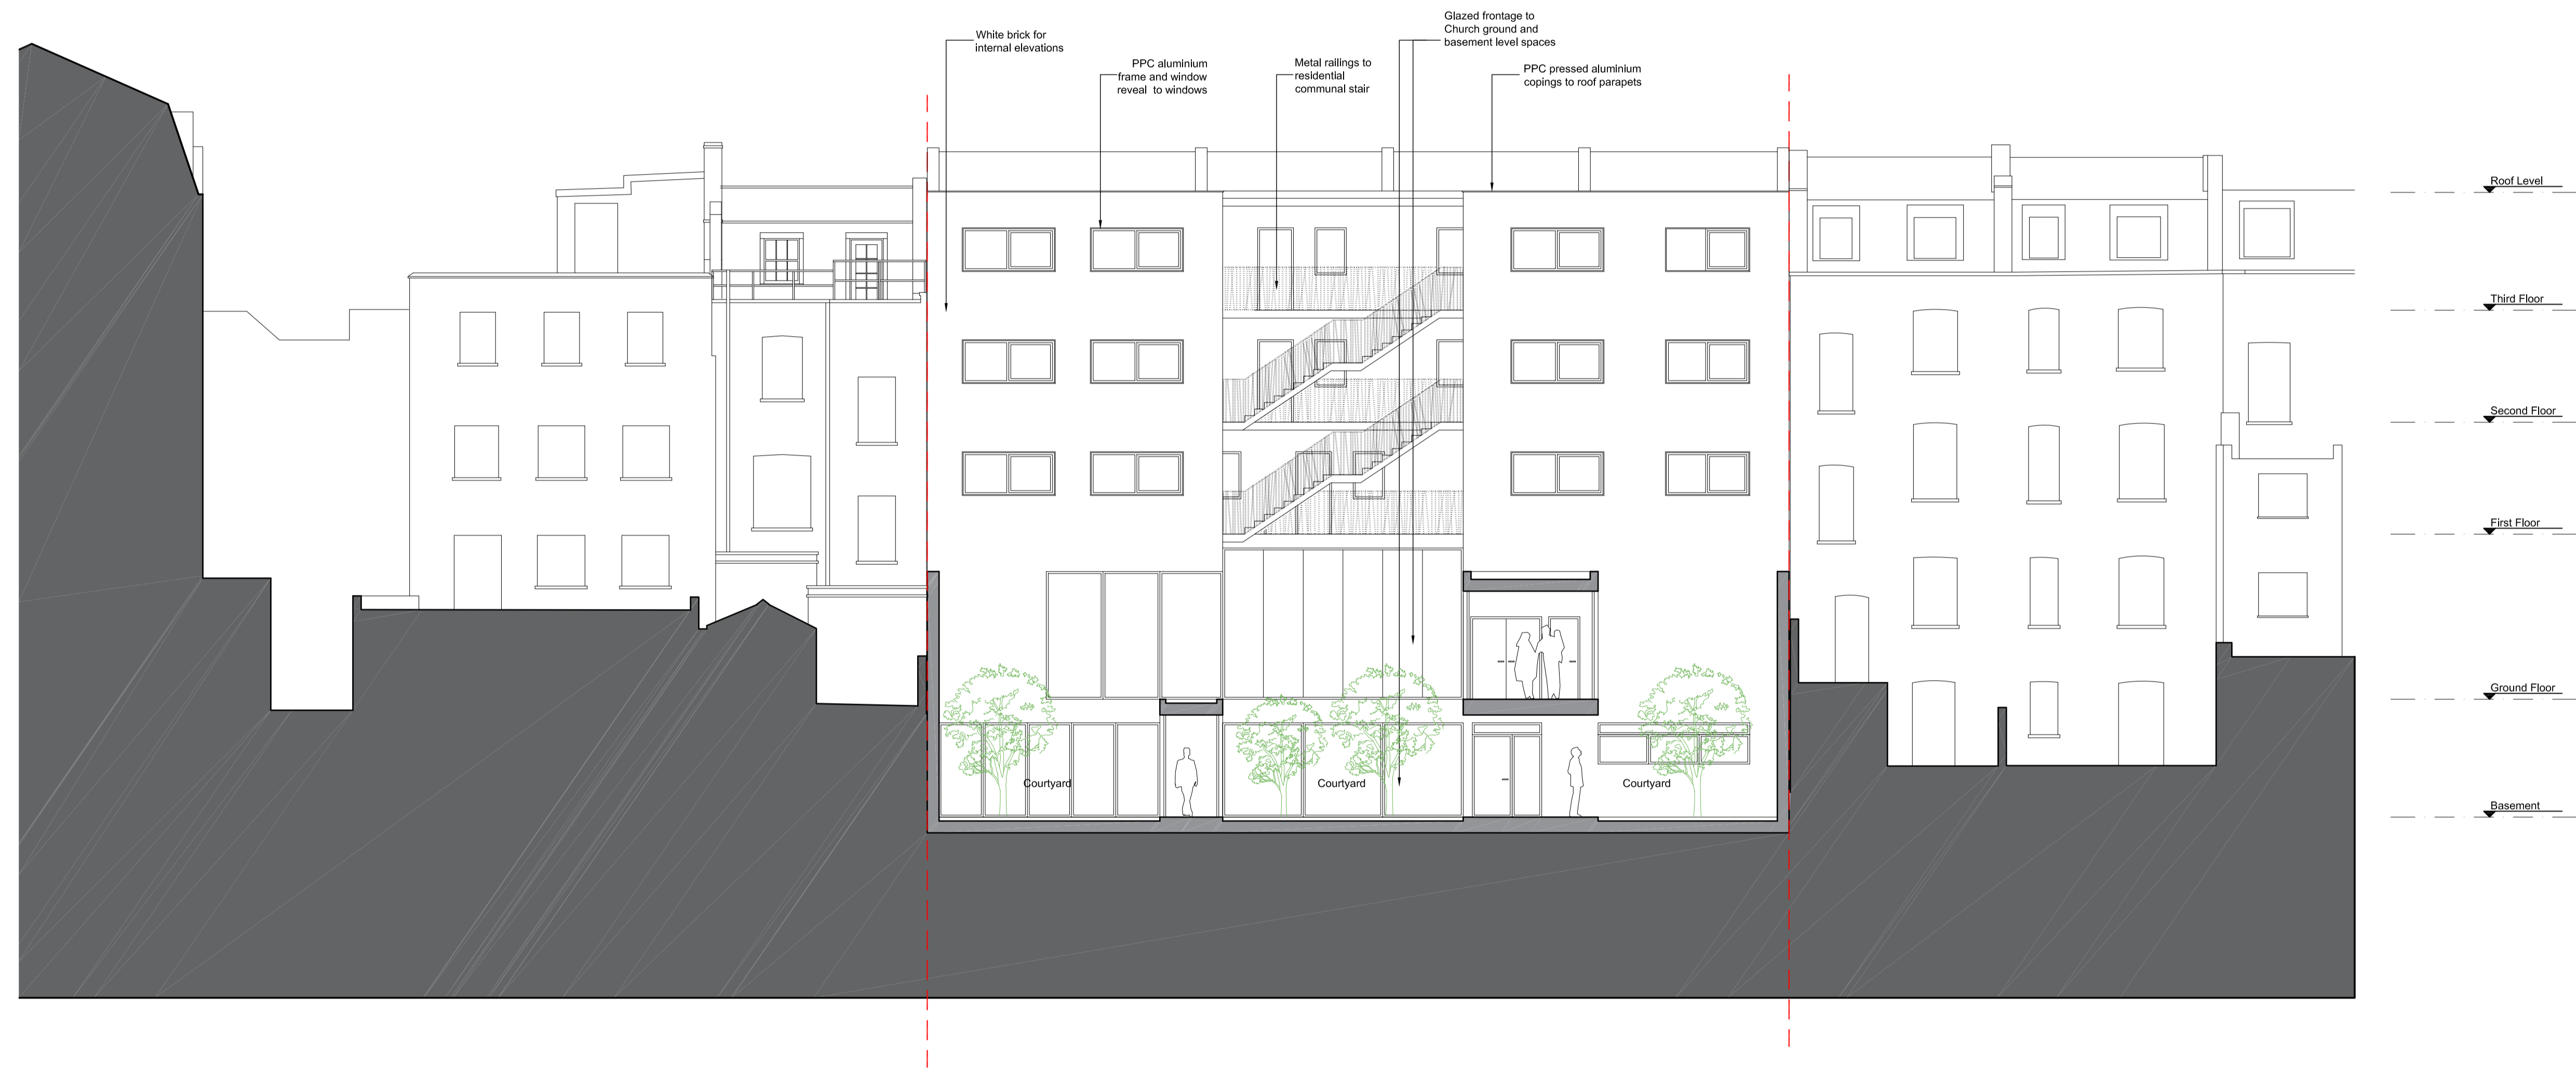 Glazed frontage to
Church ground and
basement level spaces
White brick for
internal elevations
PPC aluminium
frame and window
reveal to windows
Metal railings to
residential
communal stair
PPC pressed aluminium
copings to roof parapets
Roof Level
Third Floor
Second Floor
First Floor
Ground Floor
Courtyard
Courtyard
Courtyard
Basement